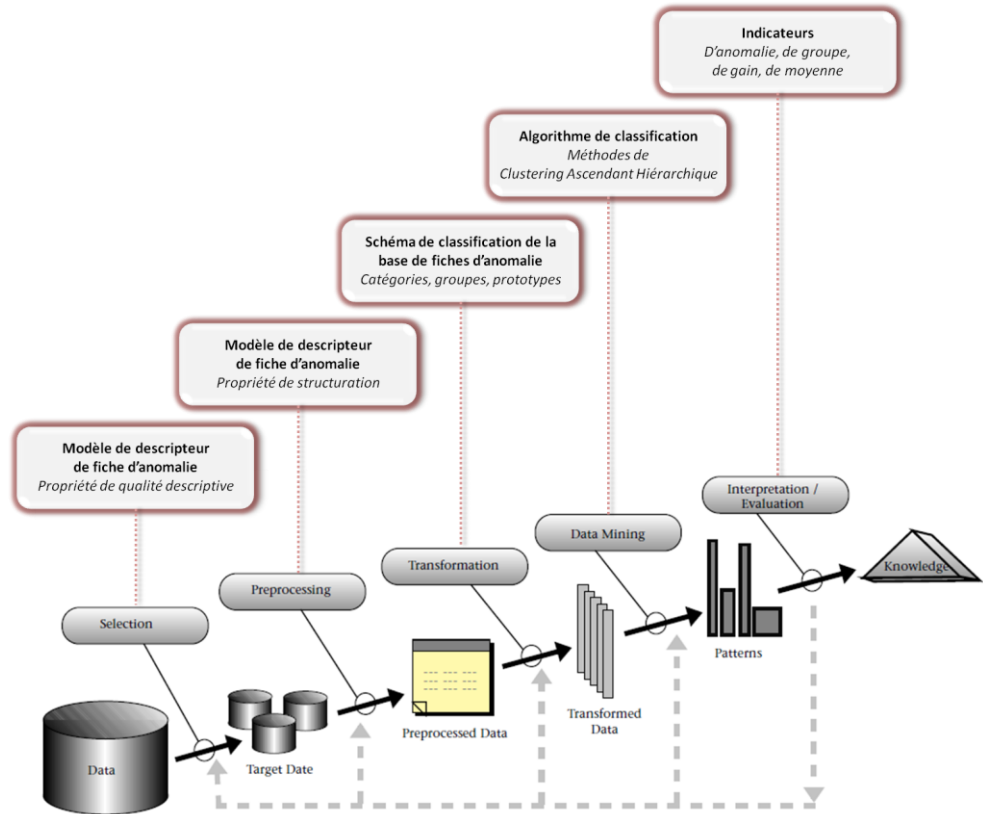 Indicateurs
D'anomalie, de groupe,
de gain, de moyenne
Algorithme de classification
Méthodes de
Clustering Ascendant Hiérarchique
Schéma de classification de la
base de fiches d'anomalie
Catégories, groupes, prototypes
Modèle de descripteur
de fiche d'anomalie
Propriété de structuration
Modèle de descripteur
de fiche d'anomalie
Propriété de qualité descriptive
Interpretation /
Evaluation
Data Mining
Transformation
Preprocessing
Selection
Knowledge
Patterns
Transformed
Data
Preprocessed Data
Target Date
Data